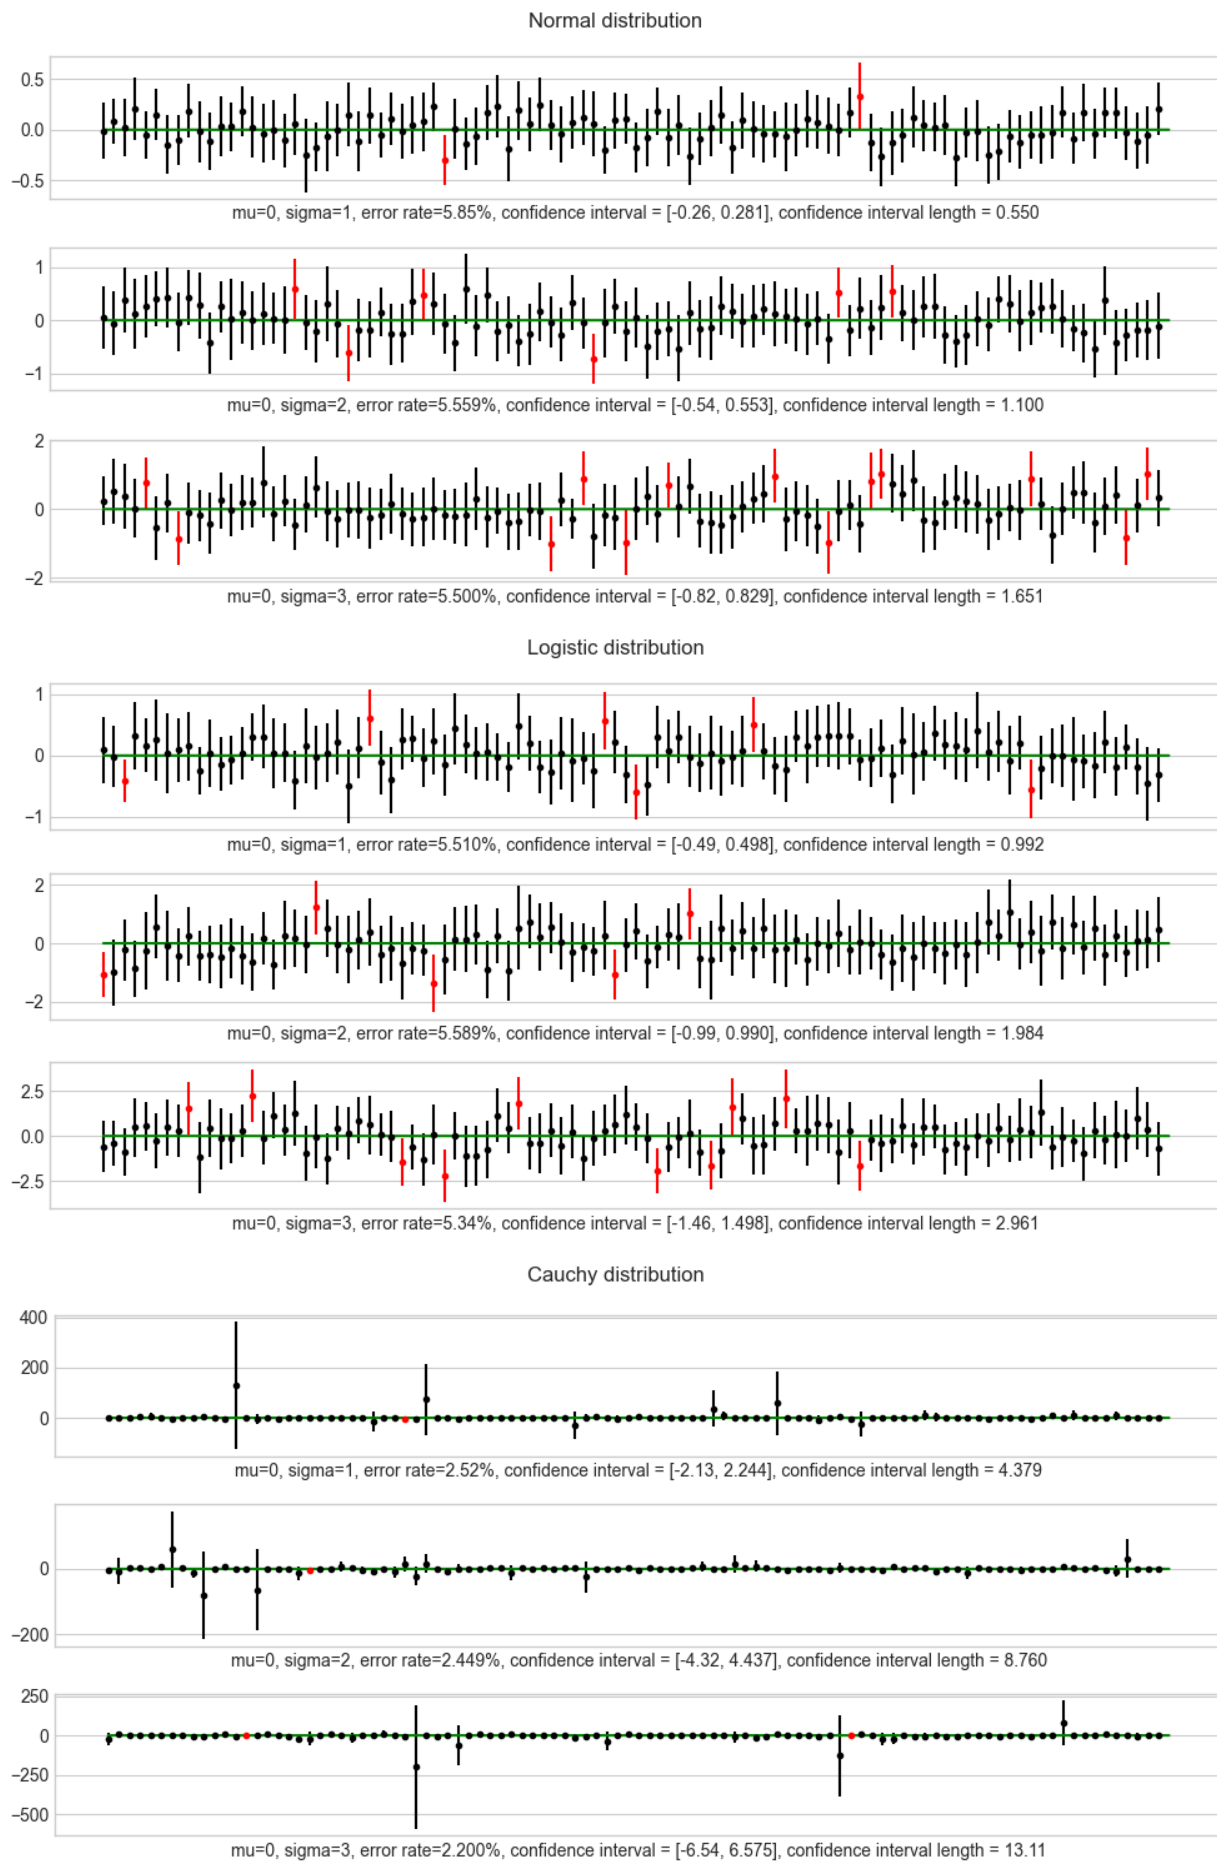 Normal distribution
0.5
0.0
−0.5
mu=0, sigma=1, error rate=5.85%, confidence interval = [-0.26, 0.281], confidence interval length = 0.550
1
0
−1
mu=0, sigma=2, error rate=5.559%, confidence interval = [-0.54, 0.553], confidence interval length = 1.100
2
0
−2
mu=0, sigma=3, error rate=5.500%, confidence interval = [-0.82, 0.829], confidence interval length = 1.651
Logistic distribution
1
0
−1
mu=0, sigma=1, error rate=5.510%, confidence interval = [-0.49, 0.498], confidence interval length = 0.992
2
0
−2
mu=0, sigma=2, error rate=5.589%, confidence interval = [-0.99, 0.990], confidence interval length = 1.984
2.5
0.0
−2.5
mu=0, sigma=3, error rate=5.34%, confidence interval = [-1.46, 1.498], confidence interval length = 2.961
Cauchy distribution
400
200
0
mu=0, sigma=1, error rate=2.52%, confidence interval = [-2.13, 2.244], confidence interval length = 4.379
0
−200
mu=0, sigma=2, error rate=2.449%, confidence interval = [-4.32, 4.437], confidence interval length = 8.760
250
0
−250
−500
mu=0, sigma=3, error rate=2.200%, confidence interval = [-6.54, 6.575], confidence interval length = 13.11